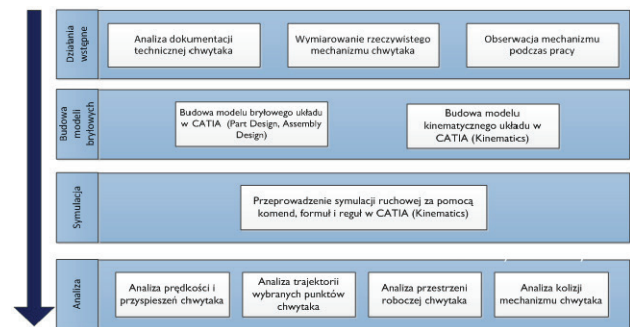 Działania
wstępne
Analiza dokumentacji
technicznej chwytaka
Wymiarowanie rzeczywistego
mechanizmu chwytaka
Obserwacja mechanizmu
podczas pracy
Budowa
modeli
bryłowych
Budowa modelu bryłowego układu
w CATIA (Part Design, Assembly
Design)
Budowa modelu
kinematycznego układu w
CATIA (Kinematics)
Symulacja
Przeprowadzenie symulacji ruchowej za pomocą
komend, formuł i reguł w CATIA (Kinematics)
Analiza
Analiza prędkości i
przyspieszeń chwytaka
Analiza trajektorii
wybranych punktów
chwytaka
Analiza przestrzeni
roboczej chwytaka
Analiza kolizji
mechanizmu chwytaka